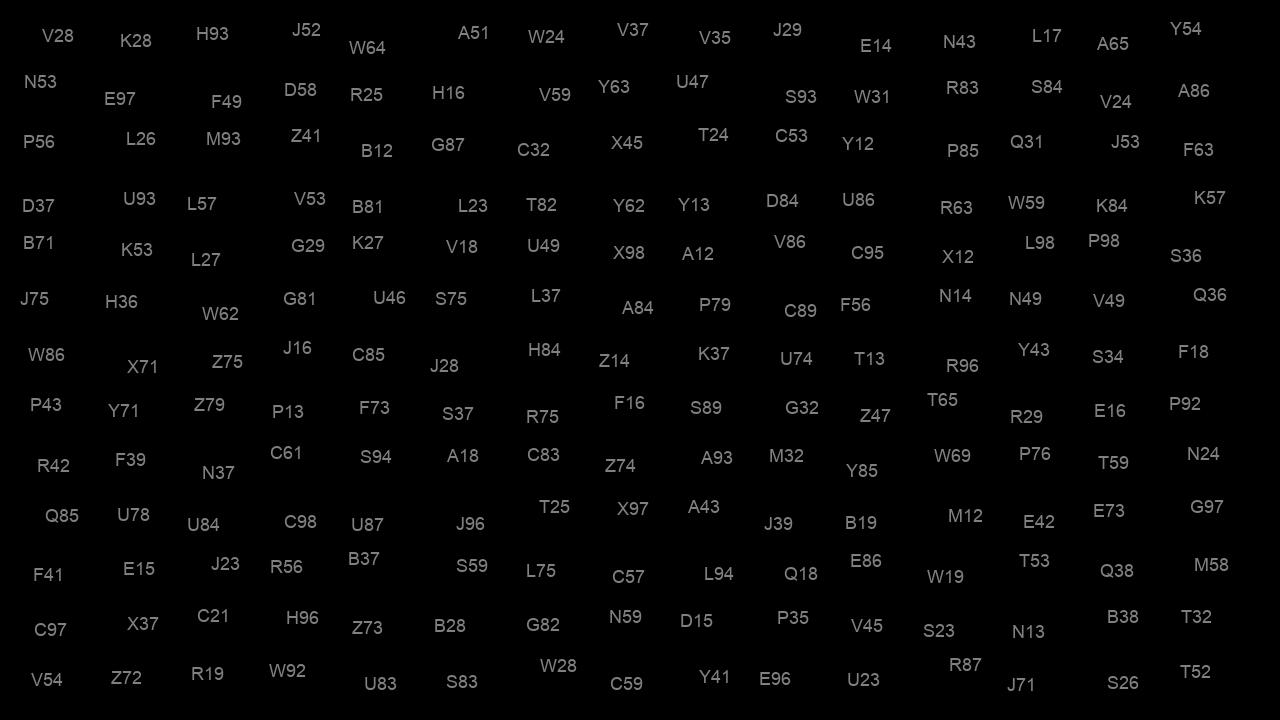 V28 K28 H93 J52 W64 A51 W24 V37 V35 J29 E14 N43 L17 A65 Y54
N53 E97 F49 D58 R25 H16 V59 Y63 U47 S93 W31 R83 S84 V24 A86
P56 L26 M93 Z41 B12 G87 C32 X45 T24 C53 Y12 P85 Q31 J53 F63
D37 U93 L57 V53 B81 L23 T82 Y62 Y13 D84 U86 R63 W59 K84 K57
B71 K53 L27 G29 K27 V18 U49 X98 A12 V86 C95 X12 L98 P98 S36
J75 H36 W62 G81 U46 S75 L37 A84 P79 C89 F56 N14 N49 V49 Q36
W86 X71 Z75 J16 C85 J28 H84 Z14 K37 U74 T13 R96 Y43 S34 F18
P43 Y71 Z79 P13 F73 S37 R75 F16 S89 G32 Z47 T65 R29 E16 P92
R42 F39 N37 C61 S94 A18 C83 Z74 A93 M32 Y85 W69 P76 T59 N24
Q85 U78 U84 C98 U87 J96 T25 X97 A43 J39 B19 M12 E42 E73 G97
F41 E15 J23 R56 B37 S59 L75 C57 L94 Q18 E86 W19 T53 Q38 M58
C97 X37 C21 H96 Z73 B28 G82 N59 D15 P35 V45 S23 N13 B38 T32
V54 Z72 R19 W92 U83 S83 W28 C59 Y41 E96 U23 R87 J71 S26 T52